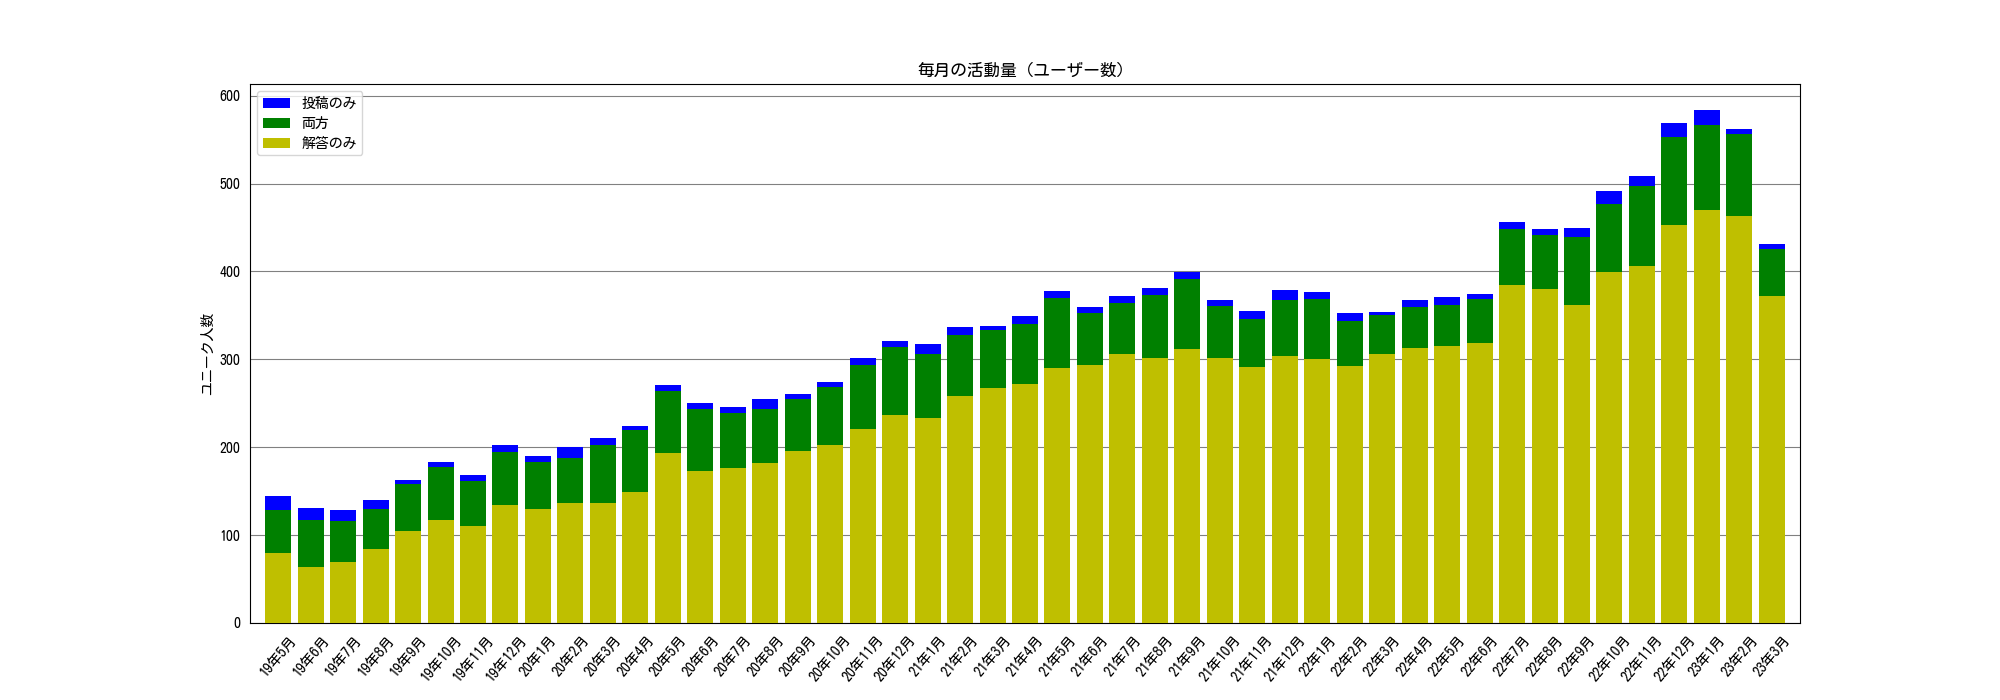 毎月の活動量（ユーザー数）
投稿のみ
両方
解答のみ
ユニーク人数
600
500
400
300
200
100
0
19年5月
19年6月
19年7月
19年8月
19年9月
19年10月
19年11月
19年12月
20年1月
20年2月
20年3月
20年4月
20年5月
20年6月
20年7月
20年8月
20年9月
20年10月
20年11月
20年12月
21年1月
21年2月
21年3月
21年4月
21年5月
21年6月
21年7月
21年8月
21年9月
21年10月
21年11月
21年12月
22年1月
22年2月
22年3月
22年4月
22年5月
22年6月
22年7月
22年8月
22年9月
22年10月
22年11月
22年12月
23年1月
23年2月
23年3月